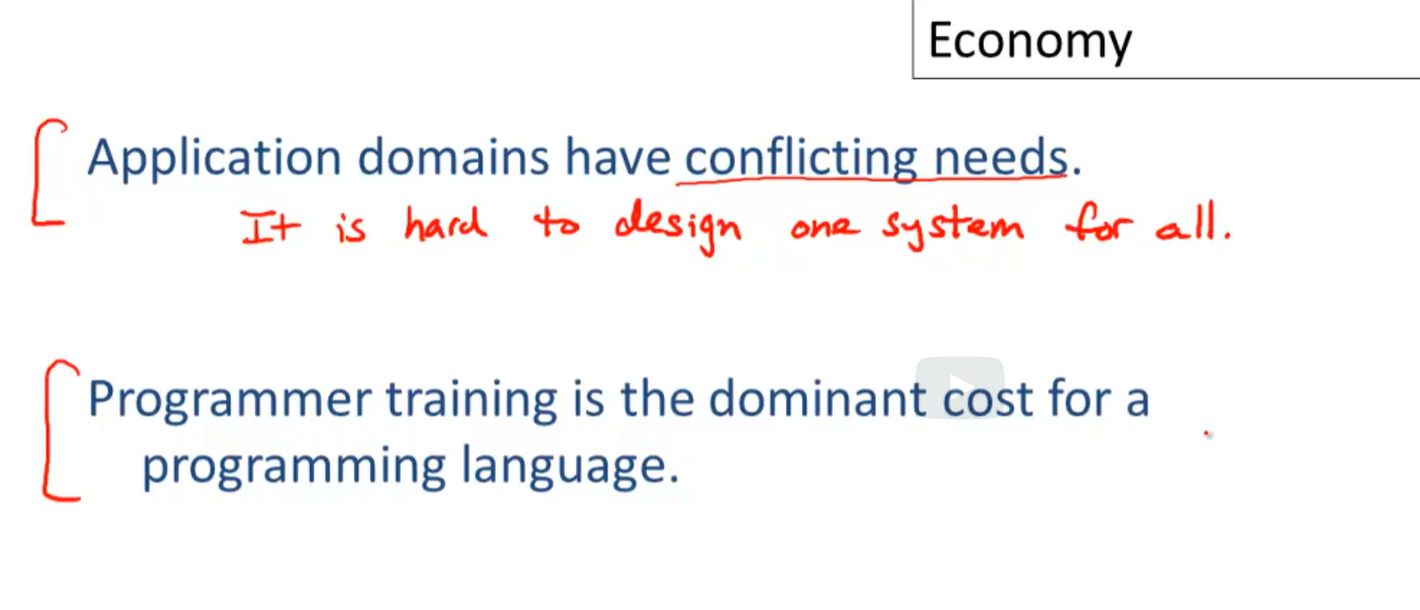 Economy
Application domains have conflicting needs.
It is hard to design one system for all.
Programmer training is the dominant cost for a
programming language.